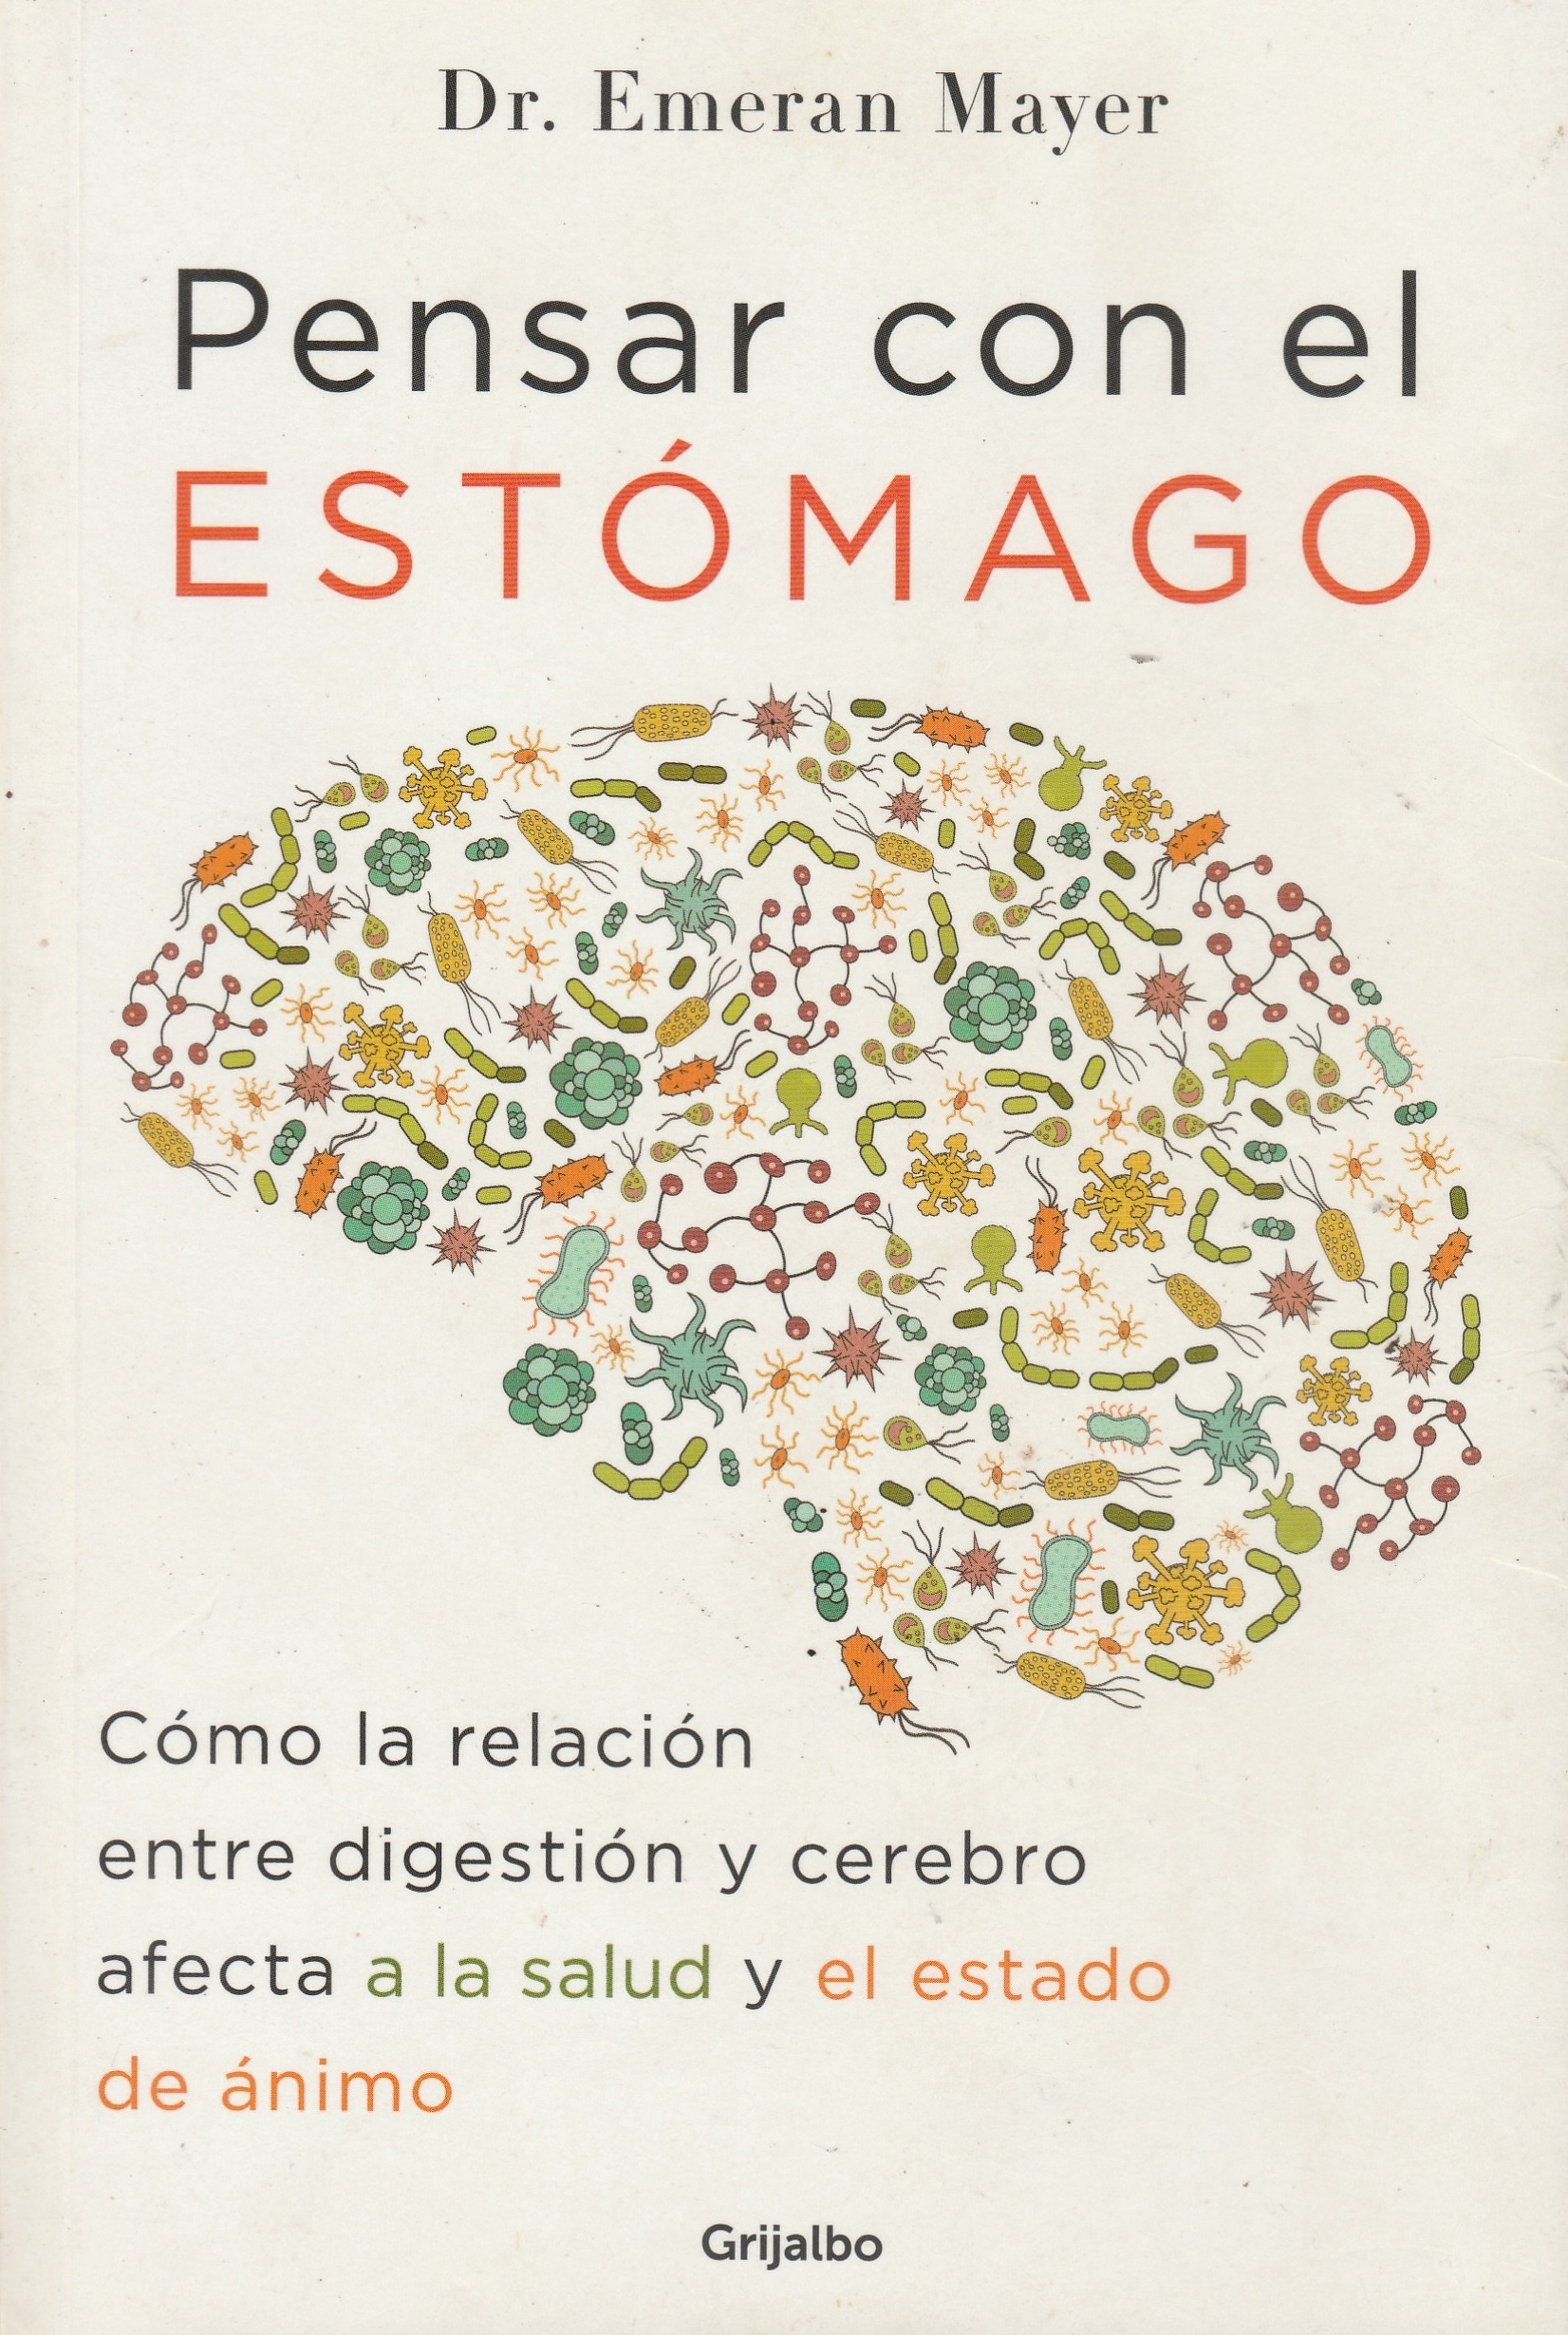 Dr. Emeran Mayer
Pensar con el
ESTÓMAGO
Cómo la relación
entre digestión y cerebro
afecta a la salud y el estado
de ánimo
Grijalbo